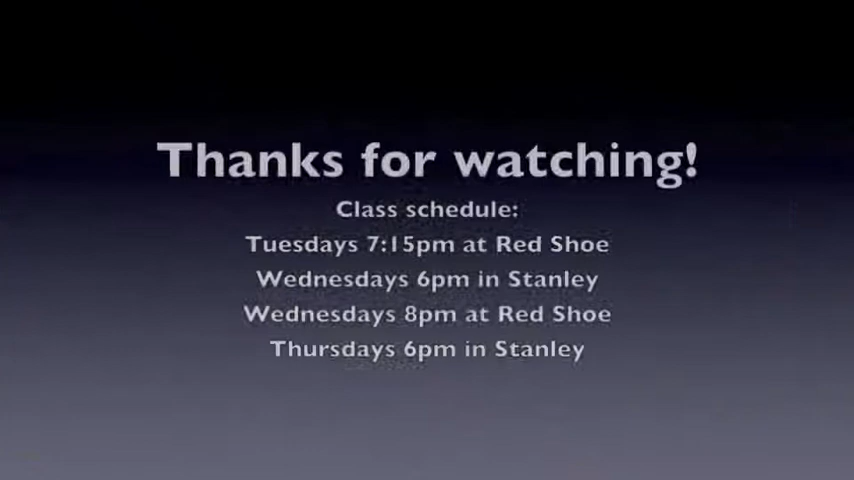 Thanks for watching!
Class schedule:
Tuesdays 7:15pm at Red Shoe
Wednesdays 6pm in Stanley
Wednesdays 8pm at Red Shoe
Thursdays 6pm in Stanley